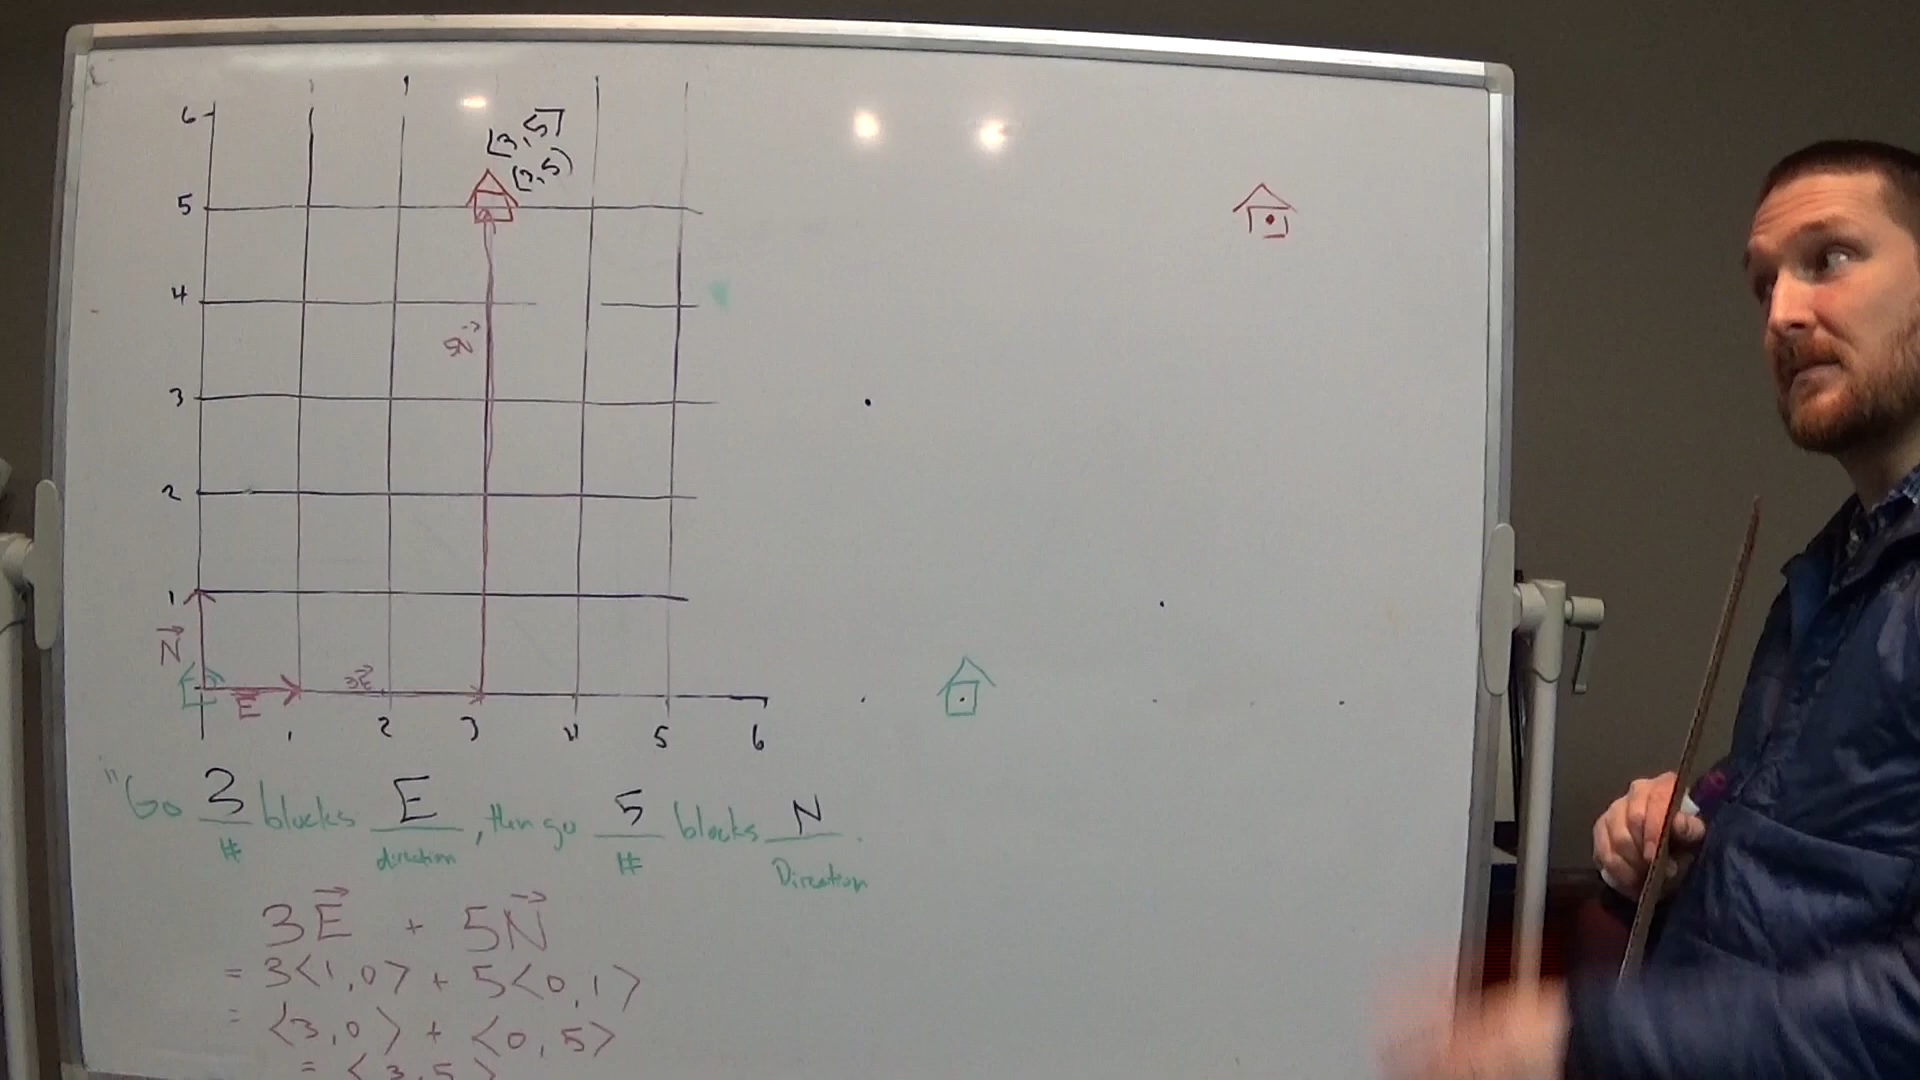 6
[3,5]
(3,5)
5
4
5N⃗
3
2
1
N⃗
3E⃗
E⃗
1 2 3 4 5 6
"Go 3 blocks E, then go 5 blocks N.
# direction # Direction
3E⃗ + 5N⃗
= 3<1,0> + 5<0,1>
= <3,0> + <0,5>
= <3,5>